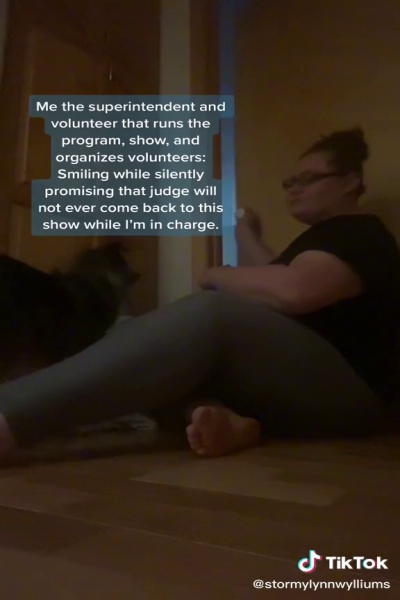 Me the superintendent and
volunteer that runs the
program, show, and
organizes volunteers:
Smiling while silently
promising that judge will
not ever come back to this
show while I'm in charge.
TikTok
@stormylynnwylliums